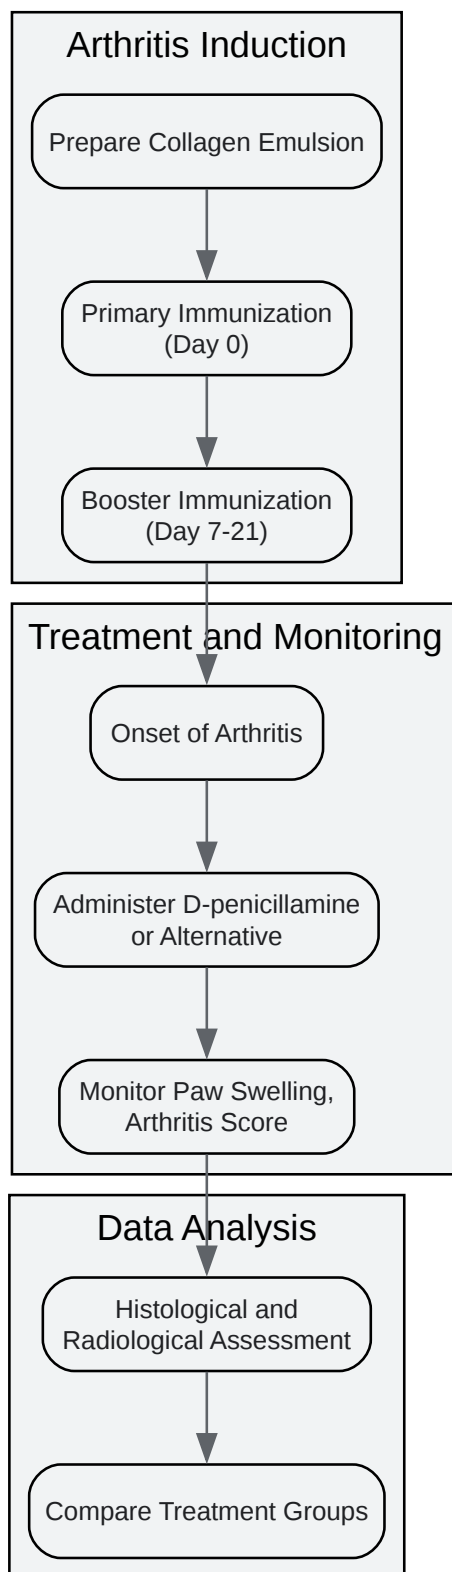 Arthritis Induction
Prepare Collagen Emulsion
Primary Immunization
(Day 0)
Booster Immunization
(Day 7-21)
Treatment and Monitoring
Onset of Arthritis
Administer D-penicillamine
or Alternative
Monitor Paw Swelling,
Arthritis Score
Data Analysis
Histological and
Radiological Assessment
Compare Treatment Groups